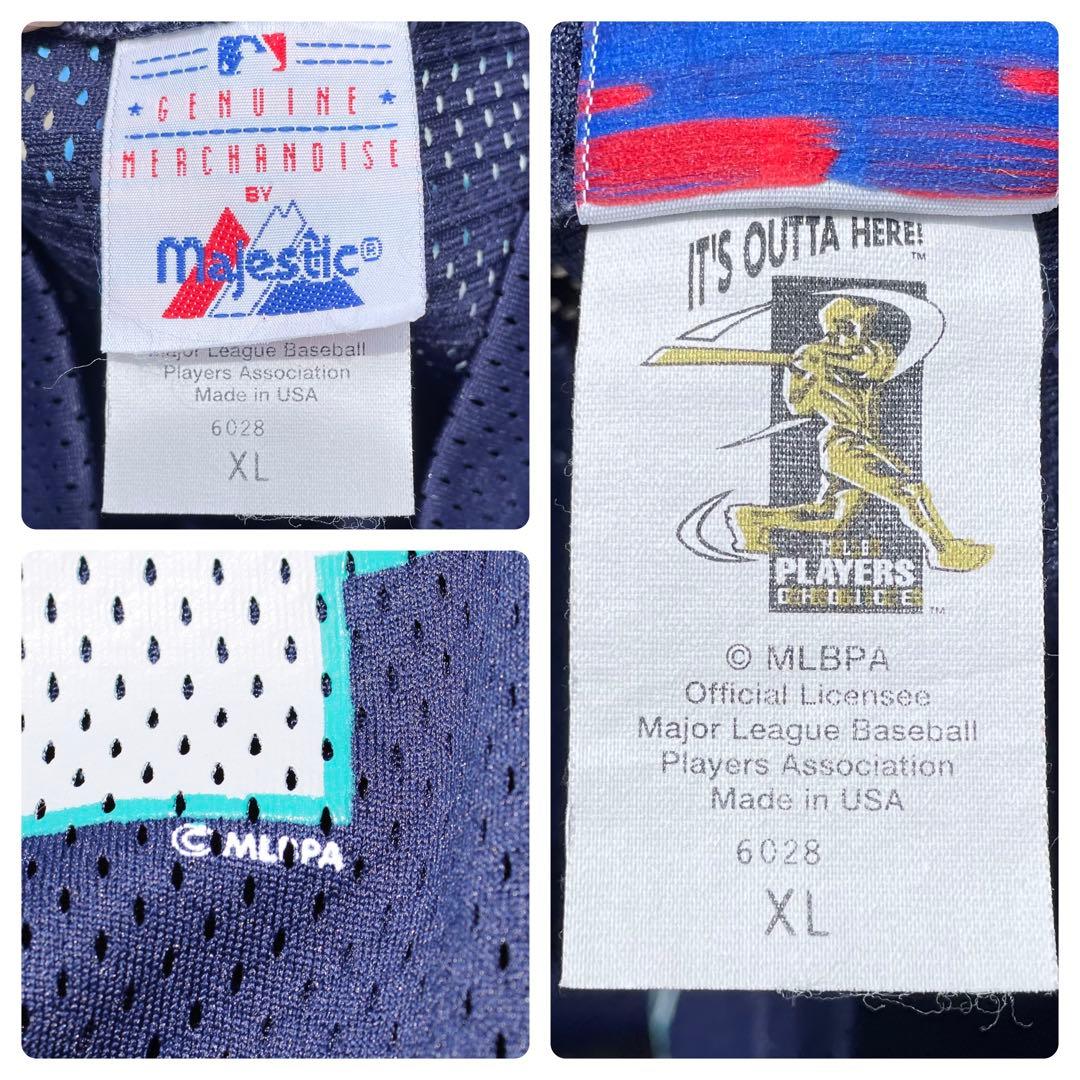 GENUINE
MERCHANDISE
BY
Majestic®
Major League Baseball
Players Association
Made in USA
6028
XL
© MLBPA
IT'S OUTTA HERE!
TM
MLB
PLAYERS
CHOICE
TM
© MLBPA
Official Licensee
Major League Baseball
Players Association
Made in USA
6028
XL